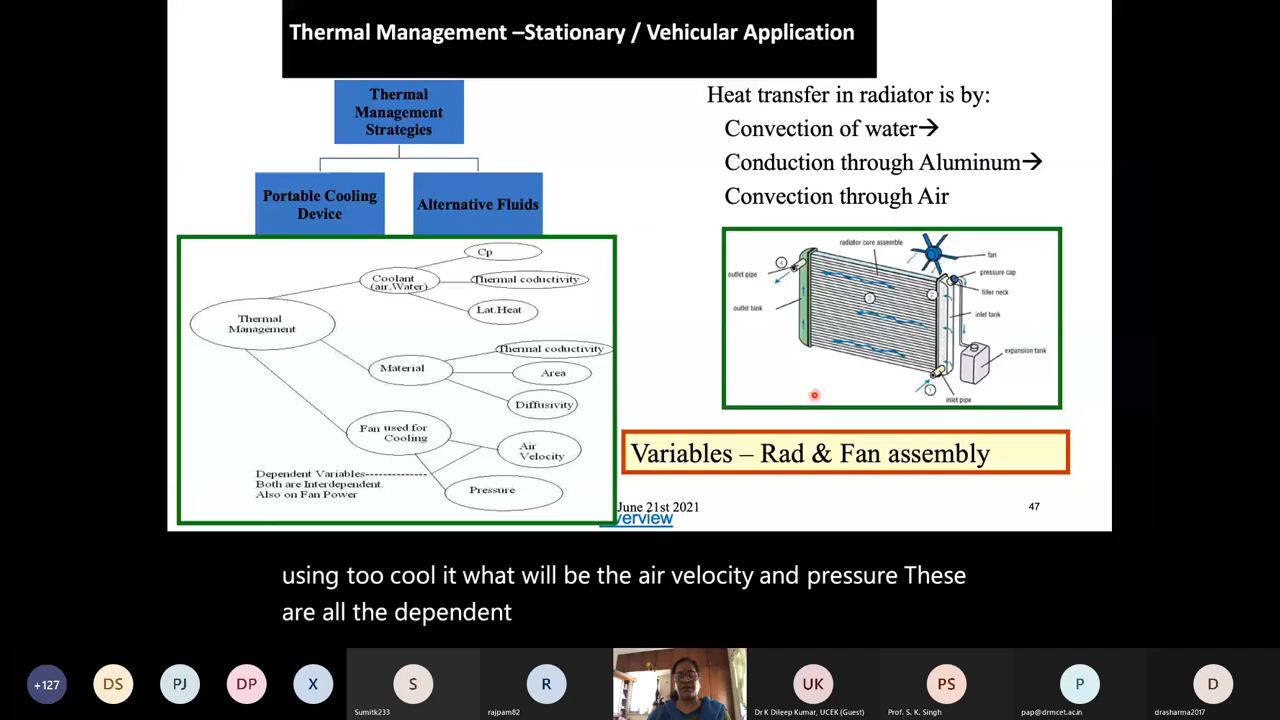 Thermal Management –Stationary / Vehicular Application
Thermal
Management
Strategies
Portable Cooling
Device
Alternative Fluids
Heat transfer in radiator is by:
Convection of water→
Conduction through Aluminum→
Convection through Air
Thermal
Management
Coolant
(air,Water)
Cp
Thermal coductivity
Lat.Heat
Material
Thermal coductivity
Area
Diffusivity
Fan used for
Cooling
Air
Velocity
Pressure
Dependent Variables--------------
Both are Interdependent.
Also on Fan Power
radiator core assemble
fan
pressure cap
filler neck
inlet tank
expansion tank
inlet pipe
outlet pipe
outlet tank
4
3
2
1
Variables – Rad & Fan assembly
June 21st 2021
verview
47
using too cool it what will be the air velocity and pressure These
are all the dependent
+127
DS
PJ
DP
X
S
Sumitk233
R
rajpam82
UK
Dr K Dileep Kumar, UCEK (Guest)
PS
Prof. S. K. Singh
P
pap@drmcet.ac.in
D
drasharma2017